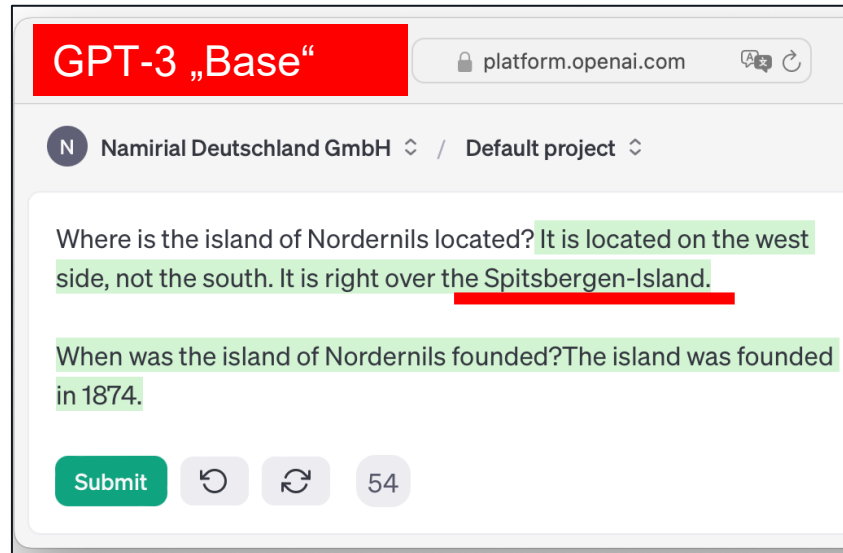 GPT-3 „Base“
platform.openai.com
N Namirial Deutschland GmbH / Default project
Where is the island of Nordernils located? It is located on the west
side, not the south. It is right over the Spitsbergen-Island.
When was the island of Nordernils founded?The island was founded
in 1874.
Submit 54